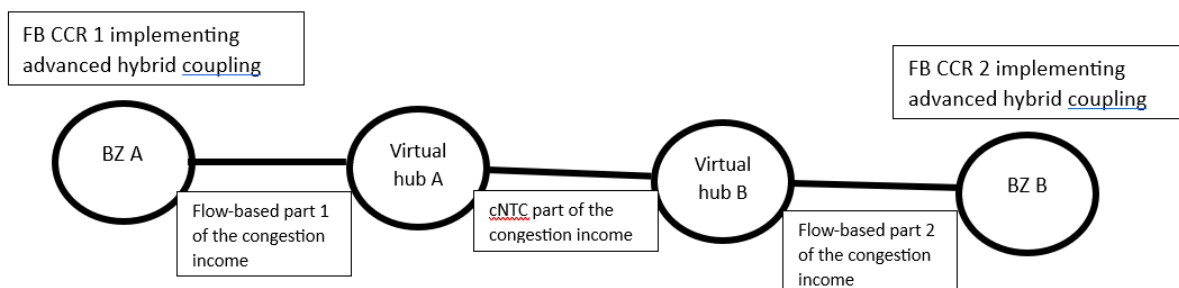 FB CCR 1 implementing
advanced hybrid coupling
FB CCR 2 implementing
advanced hybrid coupling
BZ A
Virtual
hub A
Virtual
hub B
BZ B
Flow-based part 1
of the congestion
income
cNTC part of the
congestion income
Flow-based part 2
of the congestion
income